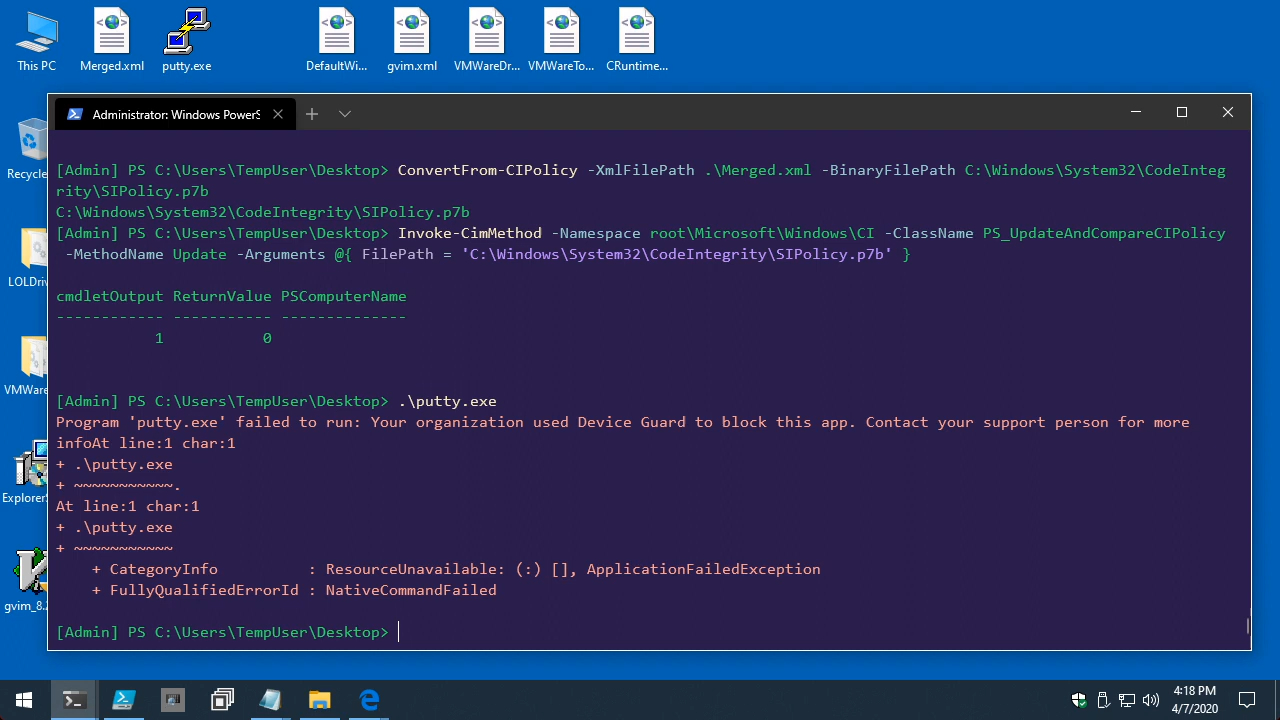 This PC
Merged.xml
putty.exe
DefaultWi...
gvim.xml
VMWareDr...
VMWareTo...
CRuntime...
Recycle
LOLDriv
VMWare
ExplorerS
gvim_8.2
Administrator: Windows PowerS
[Admin] PS C:\Users\TempUser\Desktop> ConvertFrom-CIPolicy -XmlFilePath .\Merged.xml -BinaryFilePath C:\Windows\System32\CodeInteg
rity\SIPolicy.p7b
C:\Windows\System32\CodeIntegrity\SIPolicy.p7b
[Admin] PS C:\Users\TempUser\Desktop> Invoke-CimMethod -Namespace root\Microsoft\Windows\CI -ClassName PS_UpdateAndCompareCIPolicy
-MethodName Update -Arguments @{ FilePath = 'C:\Windows\System32\CodeIntegrity\SIPolicy.p7b' }
cmdletOutput ReturnValue PSComputerName
------------ ----------- --------------
1 0
[Admin] PS C:\Users\TempUser\Desktop> .\putty.exe
Program 'putty.exe' failed to run: Your organization used Device Guard to block this app. Contact your support person for more
infoAt line:1 char:1
+ .\putty.exe
+ ~~~~~~~~~~~.
At line:1 char:1
+ .\putty.exe
+ ~~~~~~~~~~~
+ CategoryInfo : ResourceUnavailable: (:) [], ApplicationFailedException
+ FullyQualifiedErrorId : NativeCommandFailed
[Admin] PS C:\Users\TempUser\Desktop>
4:18 PM
4/7/2020